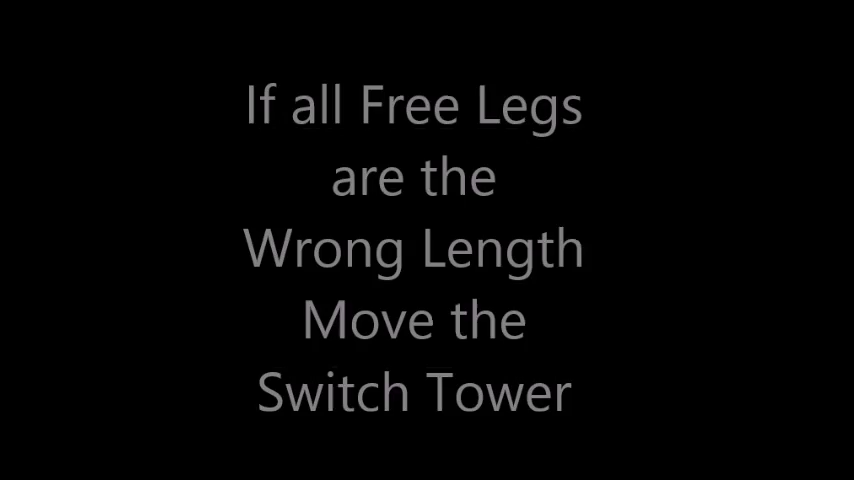 If all Free Legs
are the
Wrong Length
Move the
Switch Tower